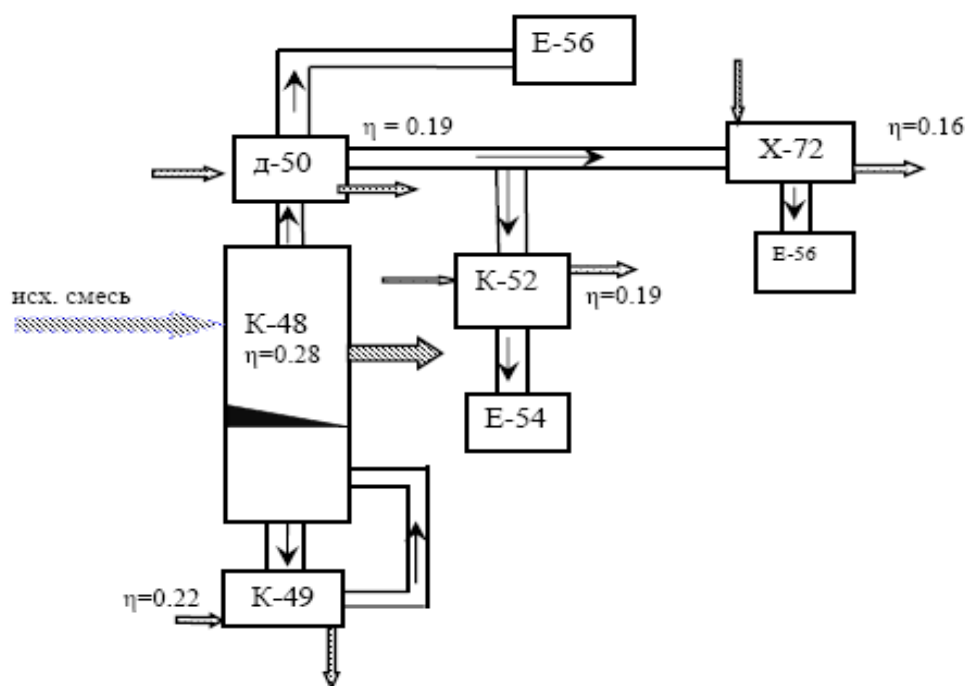 Е-56
η = 0.19
д-50
Х-72
η=0.16
К-52
η=0.19
Е-56
исх. смесь
К-48
η=0.28
Е-54
η=0.22
К-49